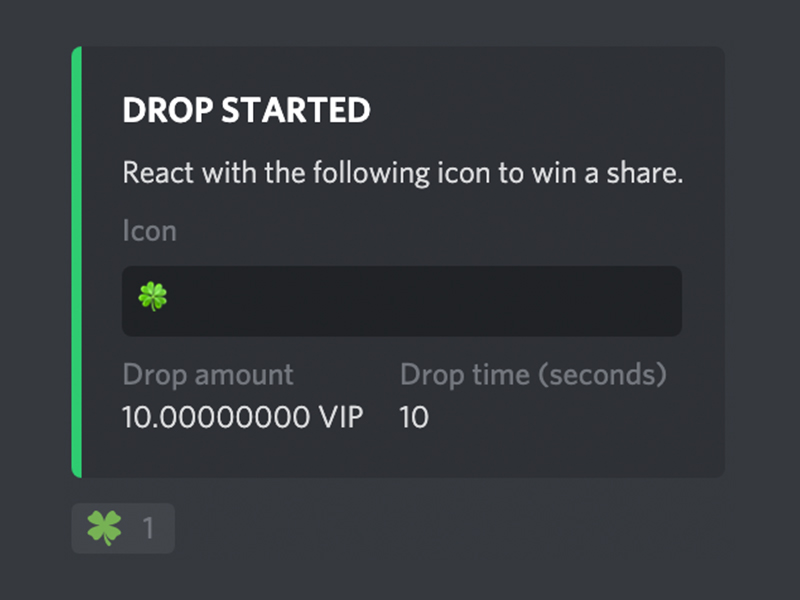 DROP STARTED
React with the following icon to win a share.
Icon
🍀
Drop amount Drop time (seconds)
10.00000000 VIP 10
🍀 1